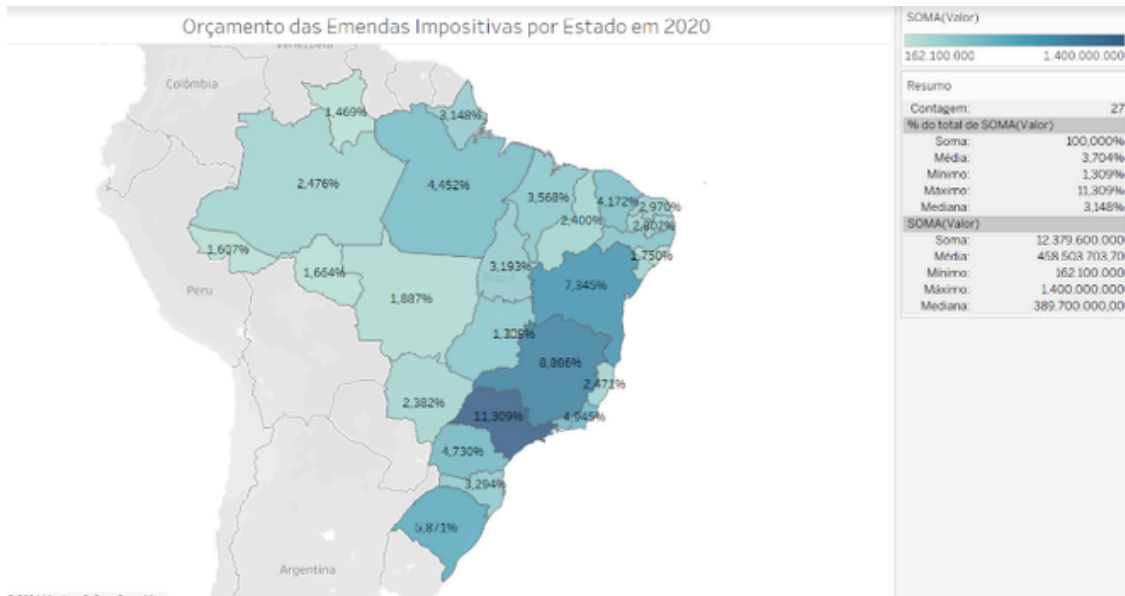 Orçamento das Emendas Impositivas por Estado em 2020
Colômbia
Venezuela
1,469%
3,148%
2,476%
4,452%
3,568%
4,172%
2,970%
2,400%
2,802%
1,607%
1,664%
3,193%
1,750%
Peru
1,887%
7,345%
8,886%
2,471%
2,382%
11,309%
4,945%
4,730%
3,294%
5,871%
Argentina
SOMA(Valor)
162.100.000 1.400.000.000
Resumo
Contagem: 27
% do total de SOMA(Valor)
Soma: 100,000%
Média: 3,704%
Mínimo: 1,309%
Máximo: 11,309%
Mediana: 3,148%
SOMA(Valor)
Soma: 12.379.600.000
Média: 458.503.703,70
Mínimo: 162.100.000
Máximo: 1.400.000.000
Mediana: 389.700.000,00